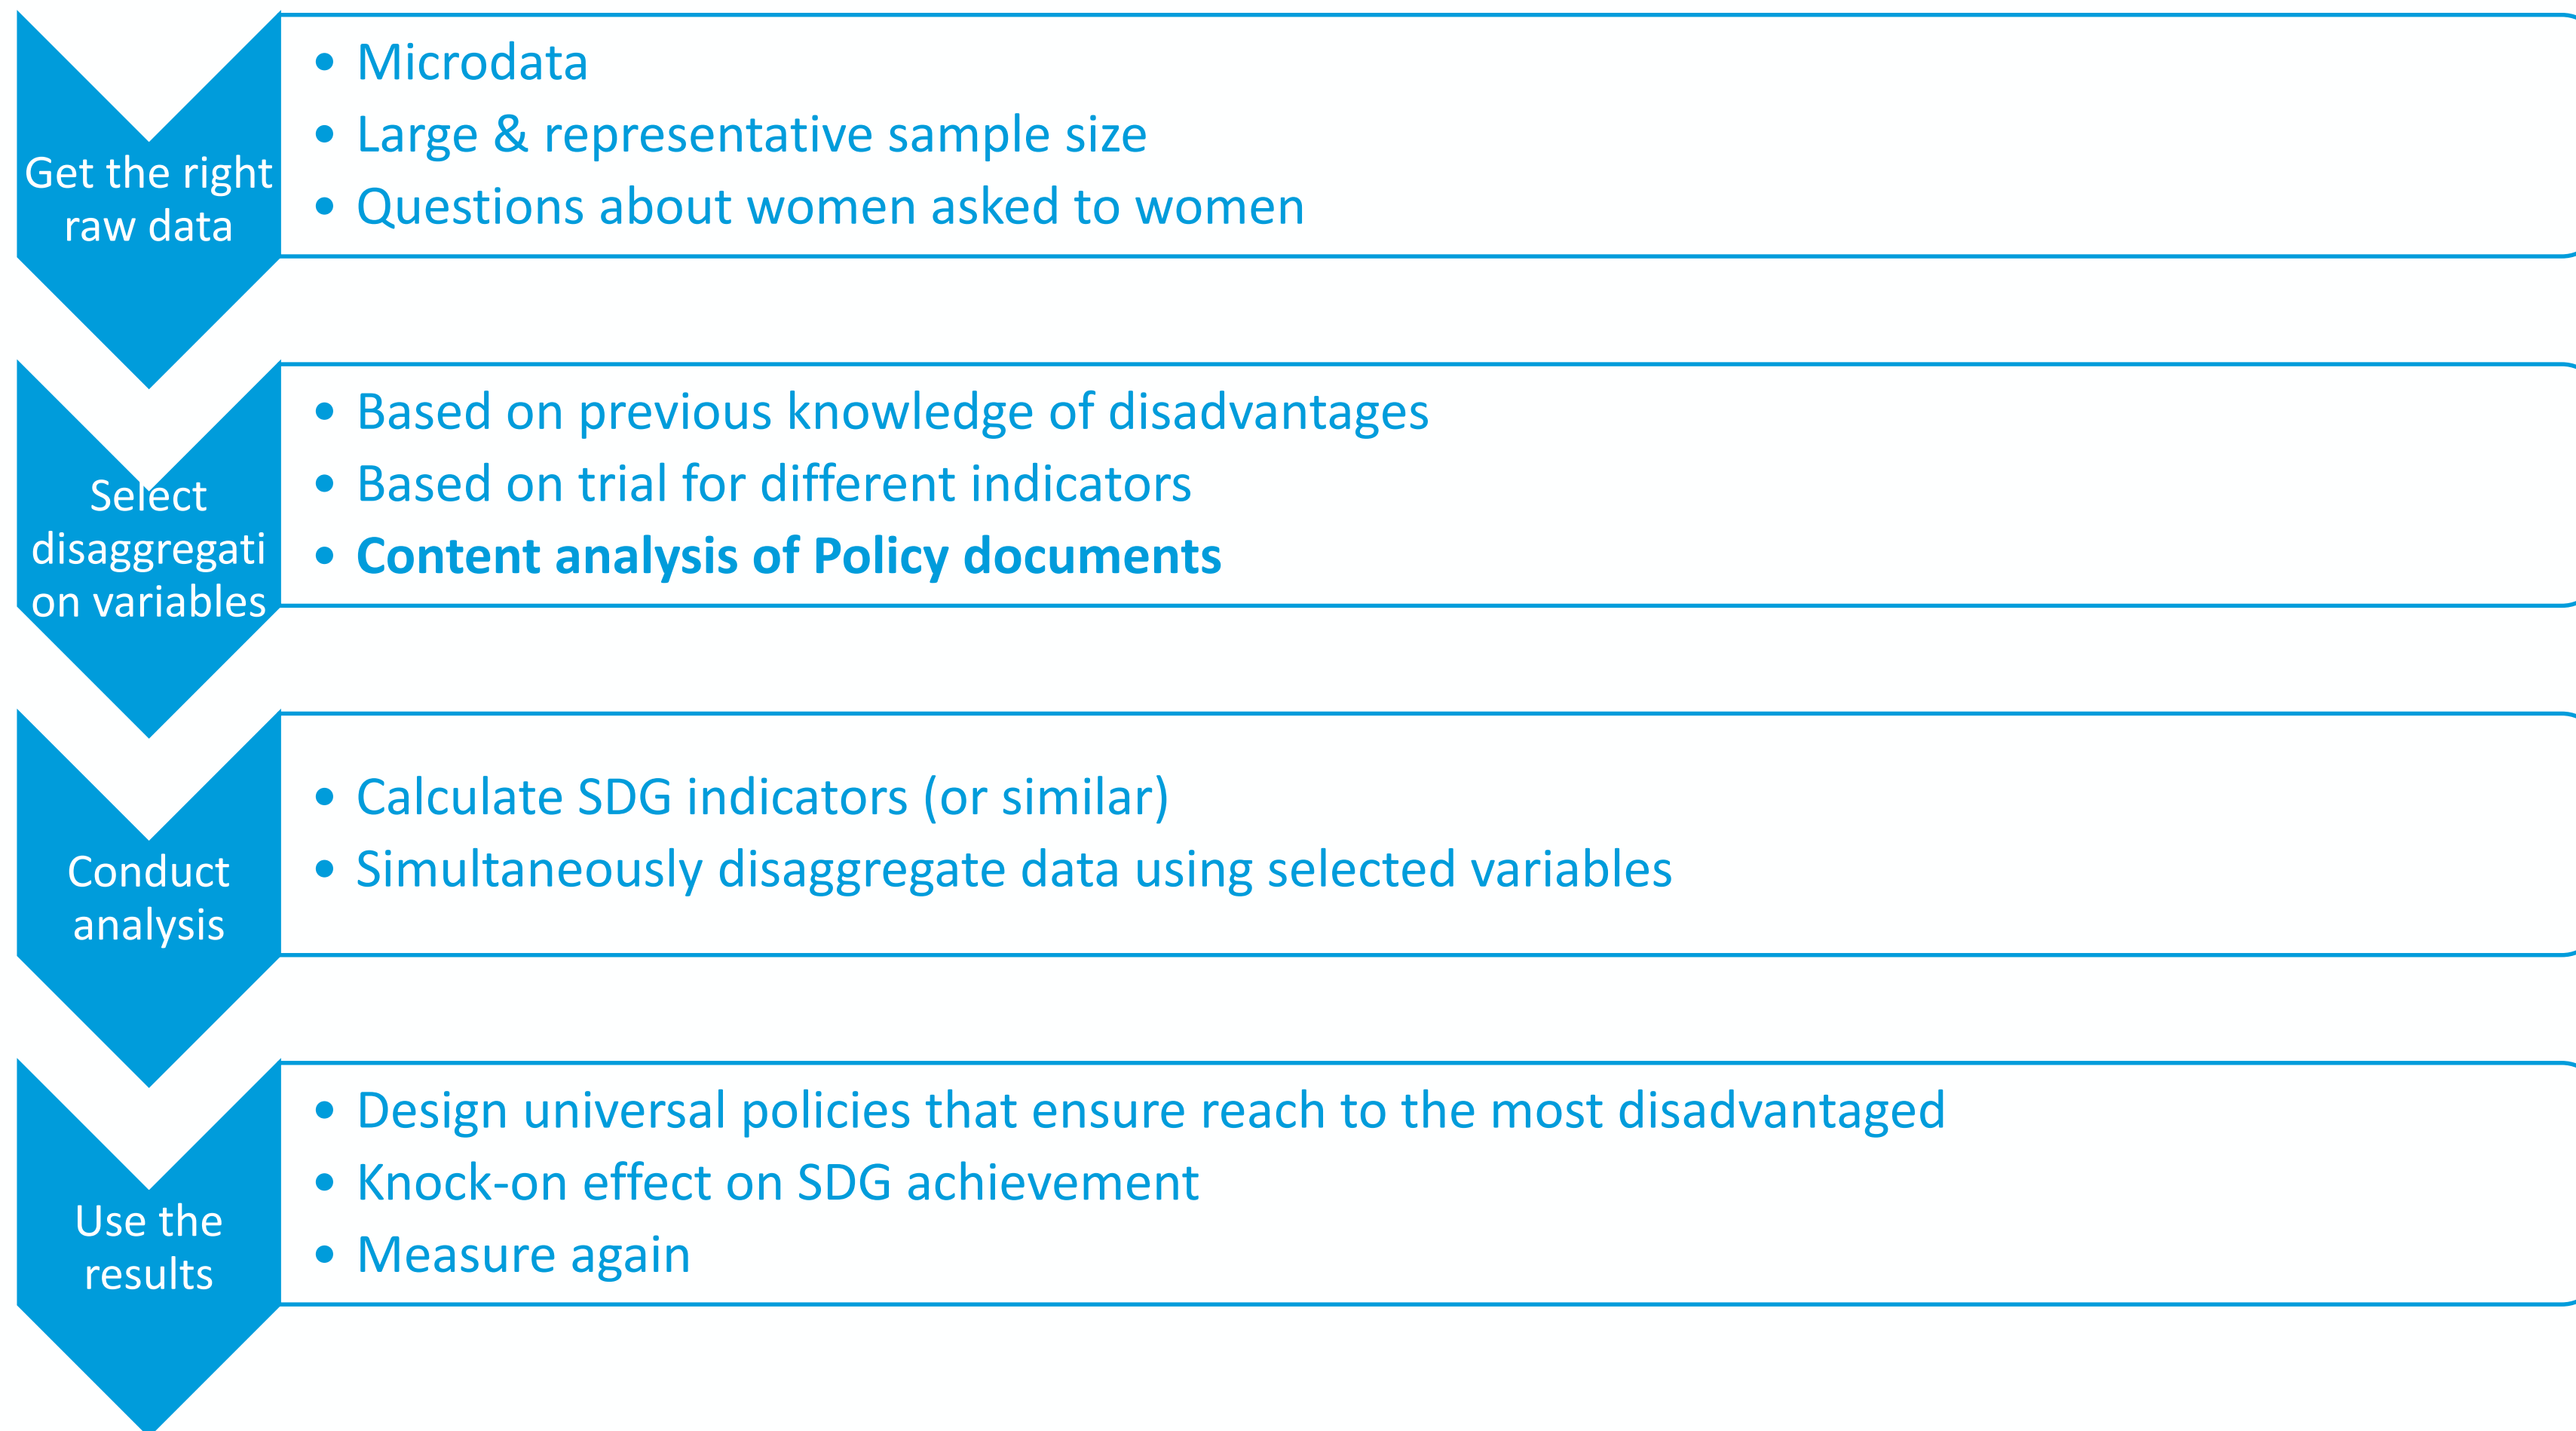 Get the right
raw data
• Microdata
• Large & representative sample size
• Questions about women asked to women
Select
disaggregati
on variables
• Based on previous knowledge of disadvantages
• Based on trial for different indicators
• Content analysis of Policy documents
Conduct
analysis
• Calculate SDG indicators (or similar)
• Simultaneously disaggregate data using selected variables
Use the
results
• Design universal policies that ensure reach to the most disadvantaged
• Knock-on effect on SDG achievement
• Measure again